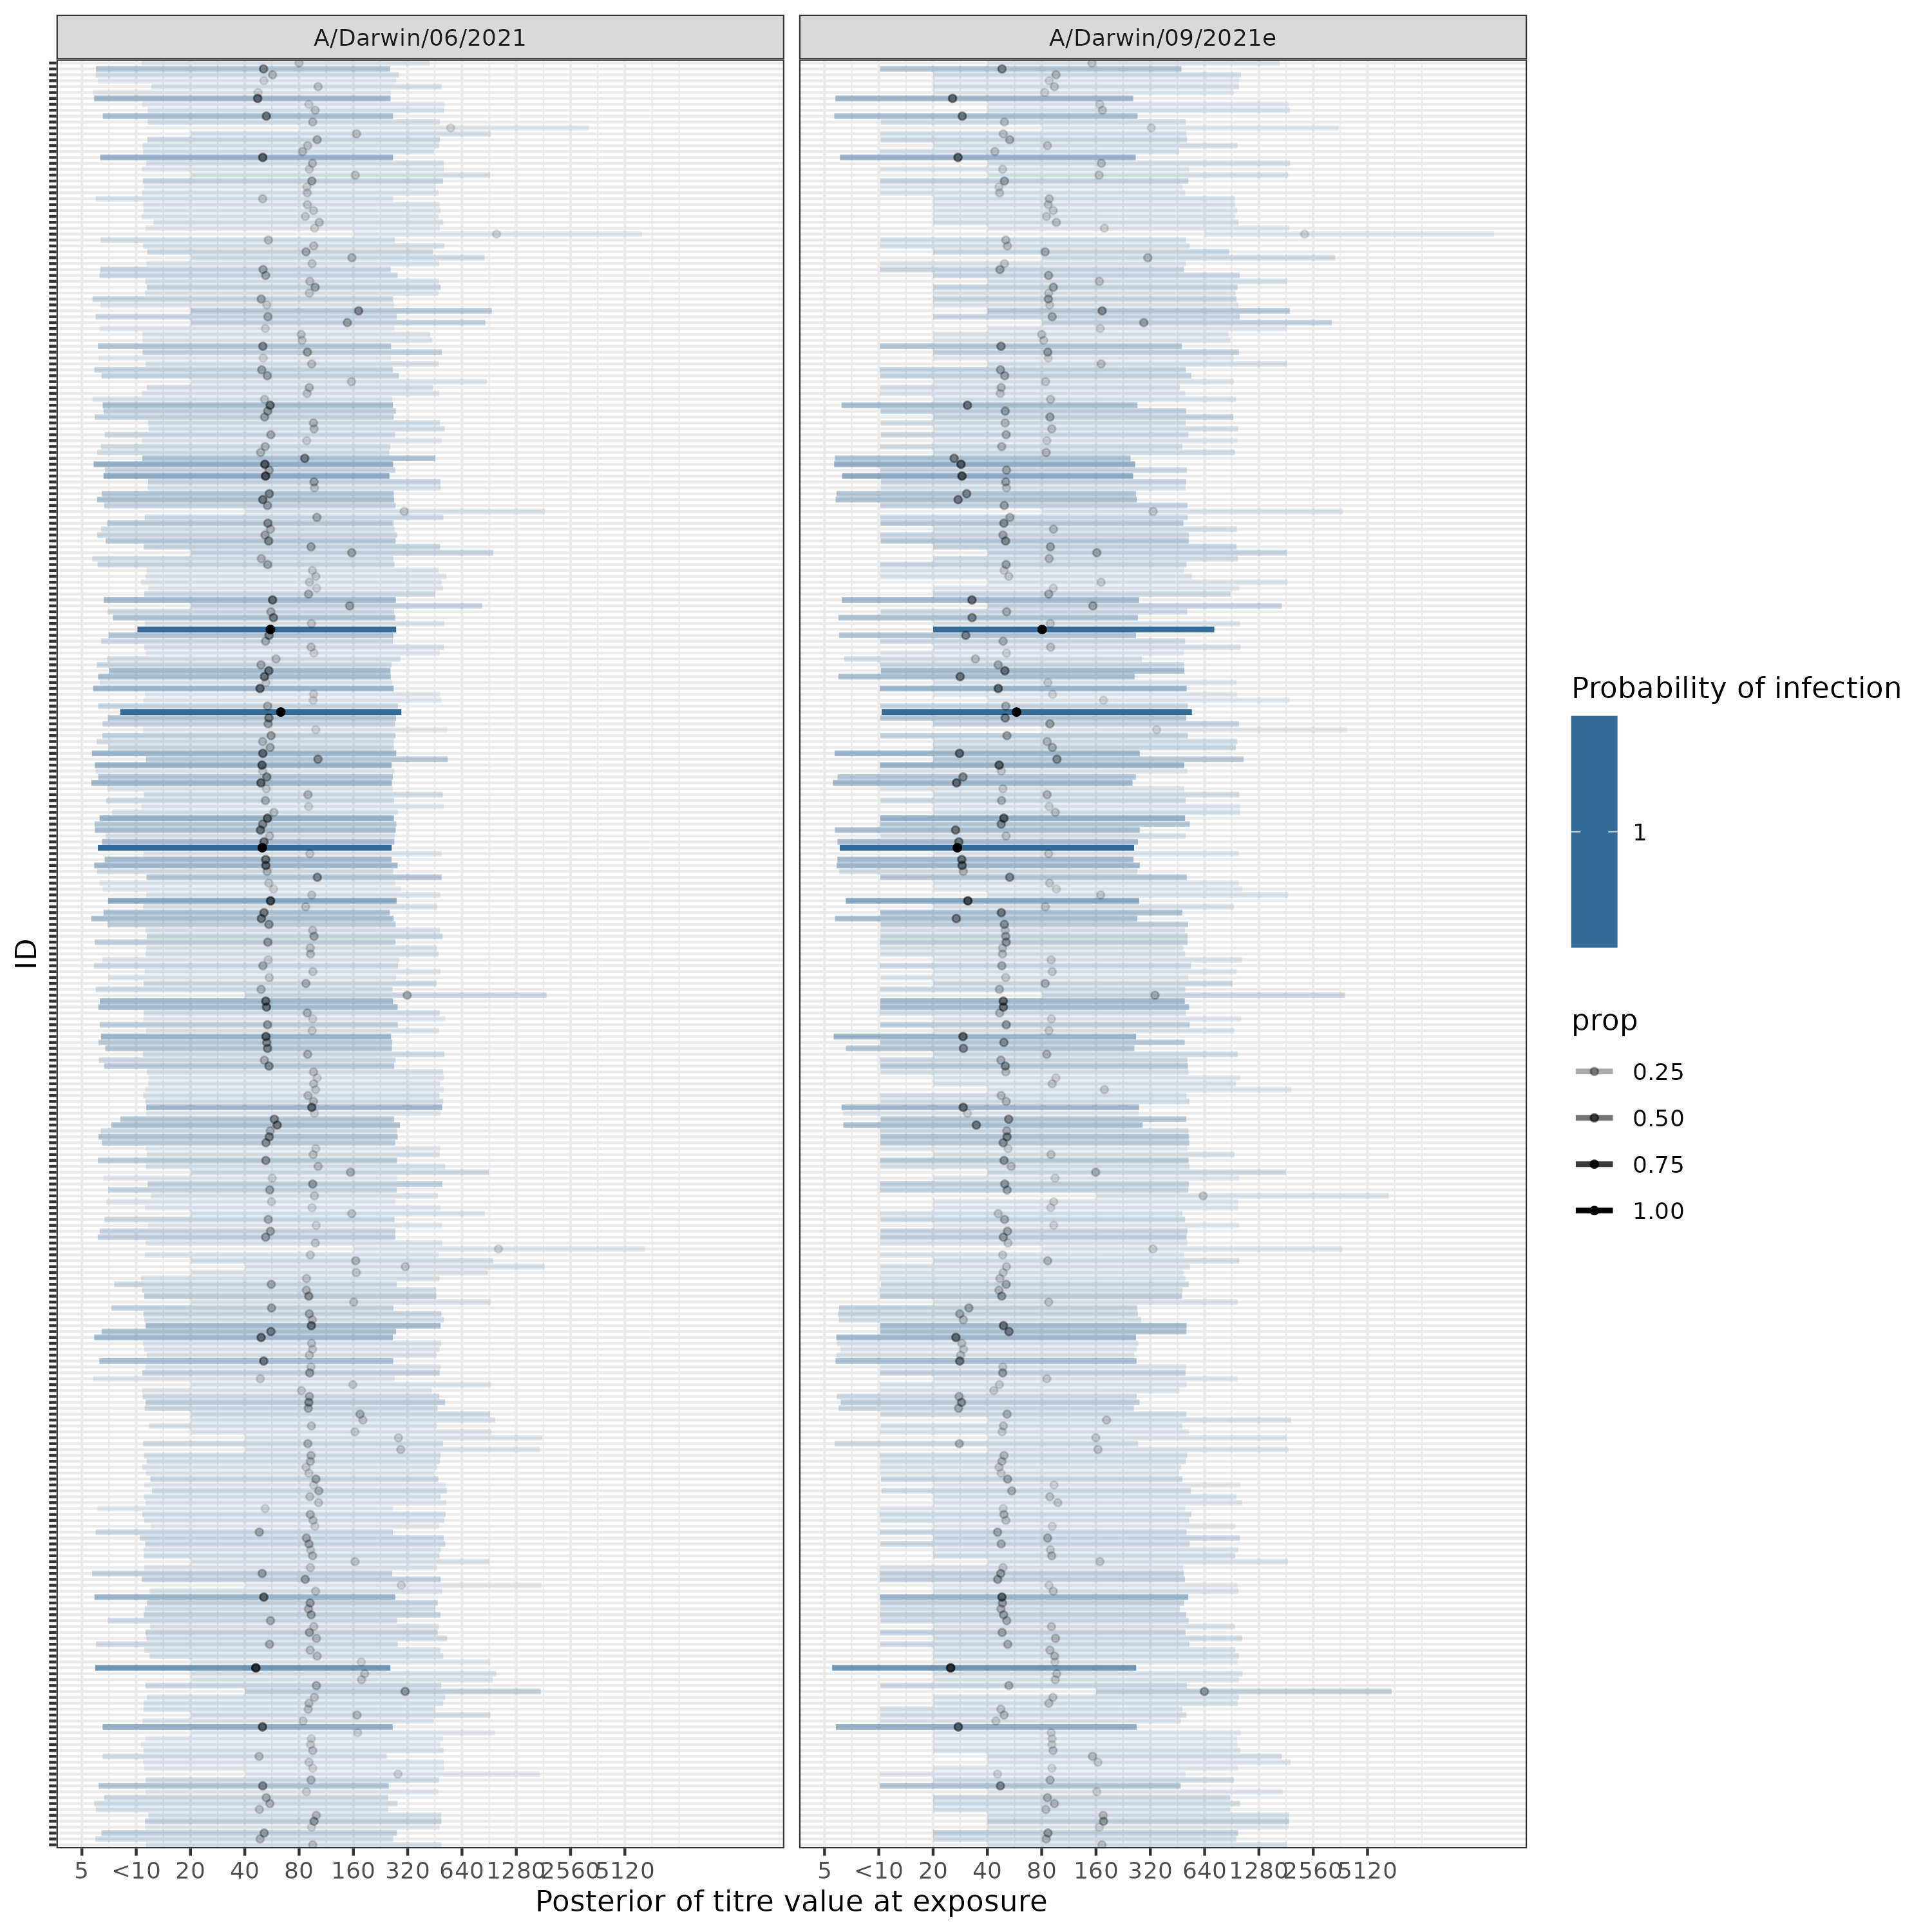 A/Darwin/06/2021
A/Darwin/09/2021e
ID
5 <10 20 40 80 160 320 640 1280 2560 5120
5 <10 20 40 80 160 320 640 1280 2560 5120
Posterior of titre value at exposure
Probability of infection
1
prop
0.25
0.50
0.75
1.00